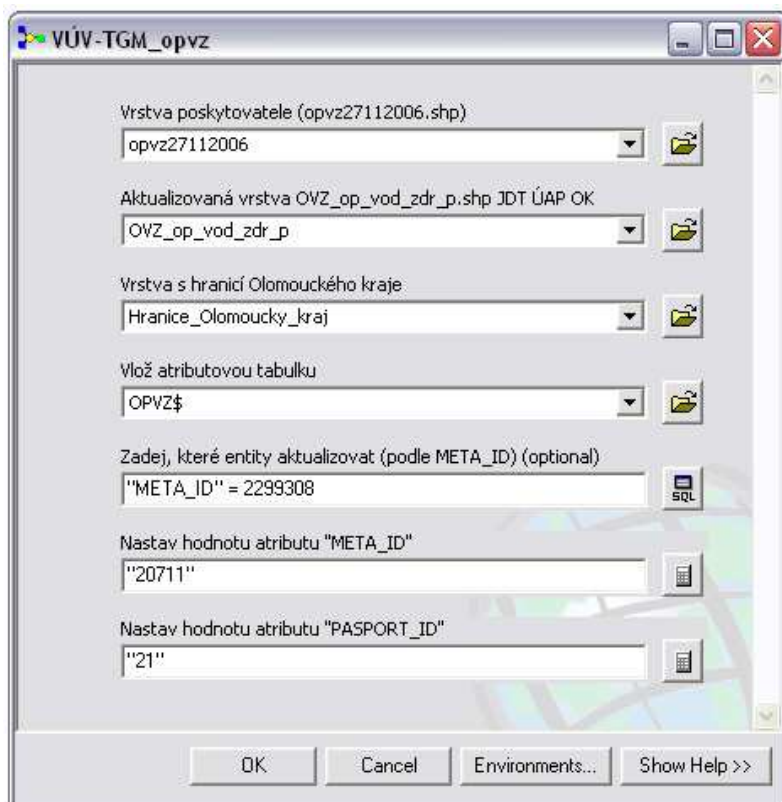 VÚV-TGM_opvz
Vrstva poskytovatele (opvz27112006.shp)
opvz27112006
Aktualizovaná vrstva OVZ_op_vod_zdr_p.shp JDT ÚAP OK
OVZ_op_vod_zdr_p
Vrstva s hranicí Olomouckého kraje
Hranice_Olomoucky_kraj
Vlož atributovou tabulku
OPVZ$
Zadej, které entity aktualizovat (podle META_ID) (optional)
"META_ID" = 2299308
SQL
Nastav hodnotu atributu "META_ID"
"20711"
Nastav hodnotu atributu "PASPORT_ID"
"21"
OK Cancel Environments... Show Help >>